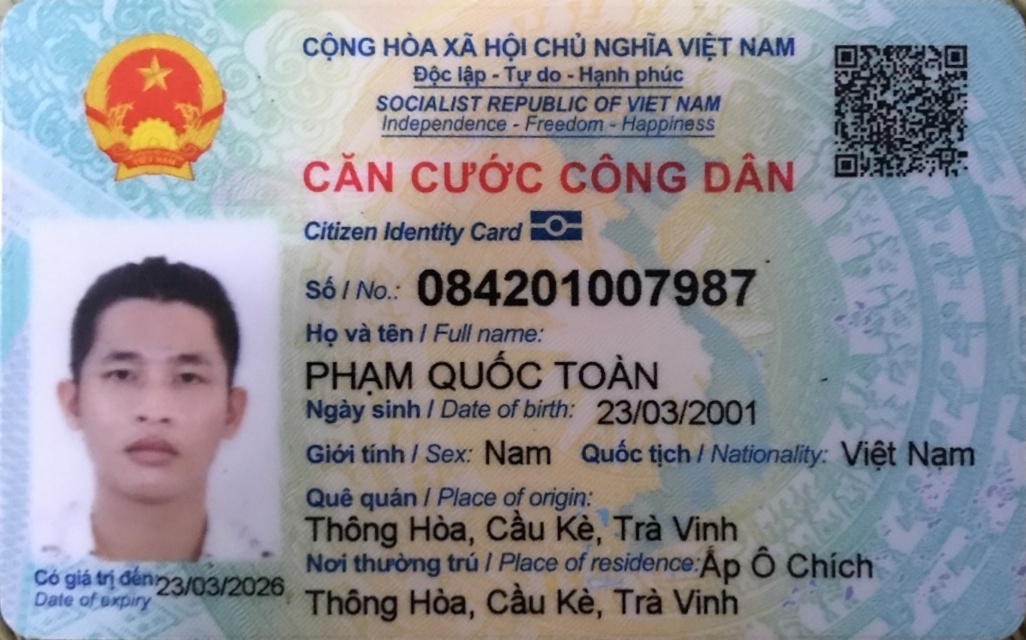 CỘNG HÒA XÃ HỘI CHỦ NGHĨA VIỆT NAM
Độc lập - Tự do - Hạnh phúc
SOCIALIST REPUBLIC OF VIET NAM
Independence - Freedom - Happiness
CĂN CƯỚC CÔNG DÂN
Citizen Identity Card
Số / No.: 084201007987
Họ và tên / Full name:
PHẠM QUỐC TOÀN
Ngày sinh / Date of birth: 23/03/2001
Giới tính / Sex: Nam Quốc tịch / Nationality: Việt Nam
Quê quán / Place of origin:
Thông Hòa, Cầu Kè, Trà Vinh
Nơi thường trú / Place of residence: Ấp Ô Chích
Thông Hòa, Cầu Kè, Trà Vinh
Có giá trị đến: 23/03/2026
Date of expiry
VIỆT NAM